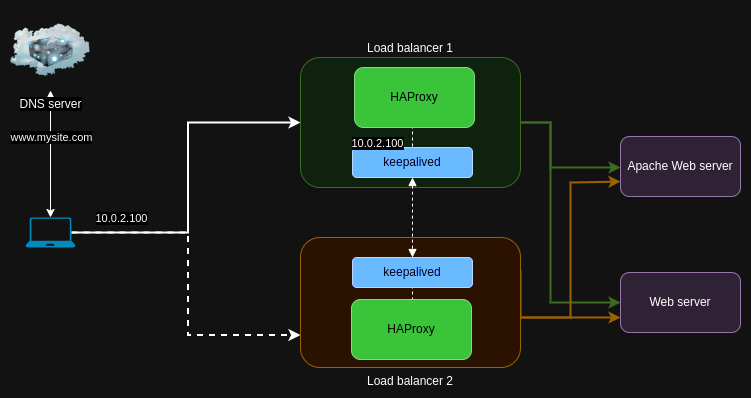 Load balancer 1
DNS server
www.mysite.com
HAProxy
10.0.2.100
keepalived
10.0.2.100
Apache Web server
keepalived
HAProxy
Load balancer 2
Web server